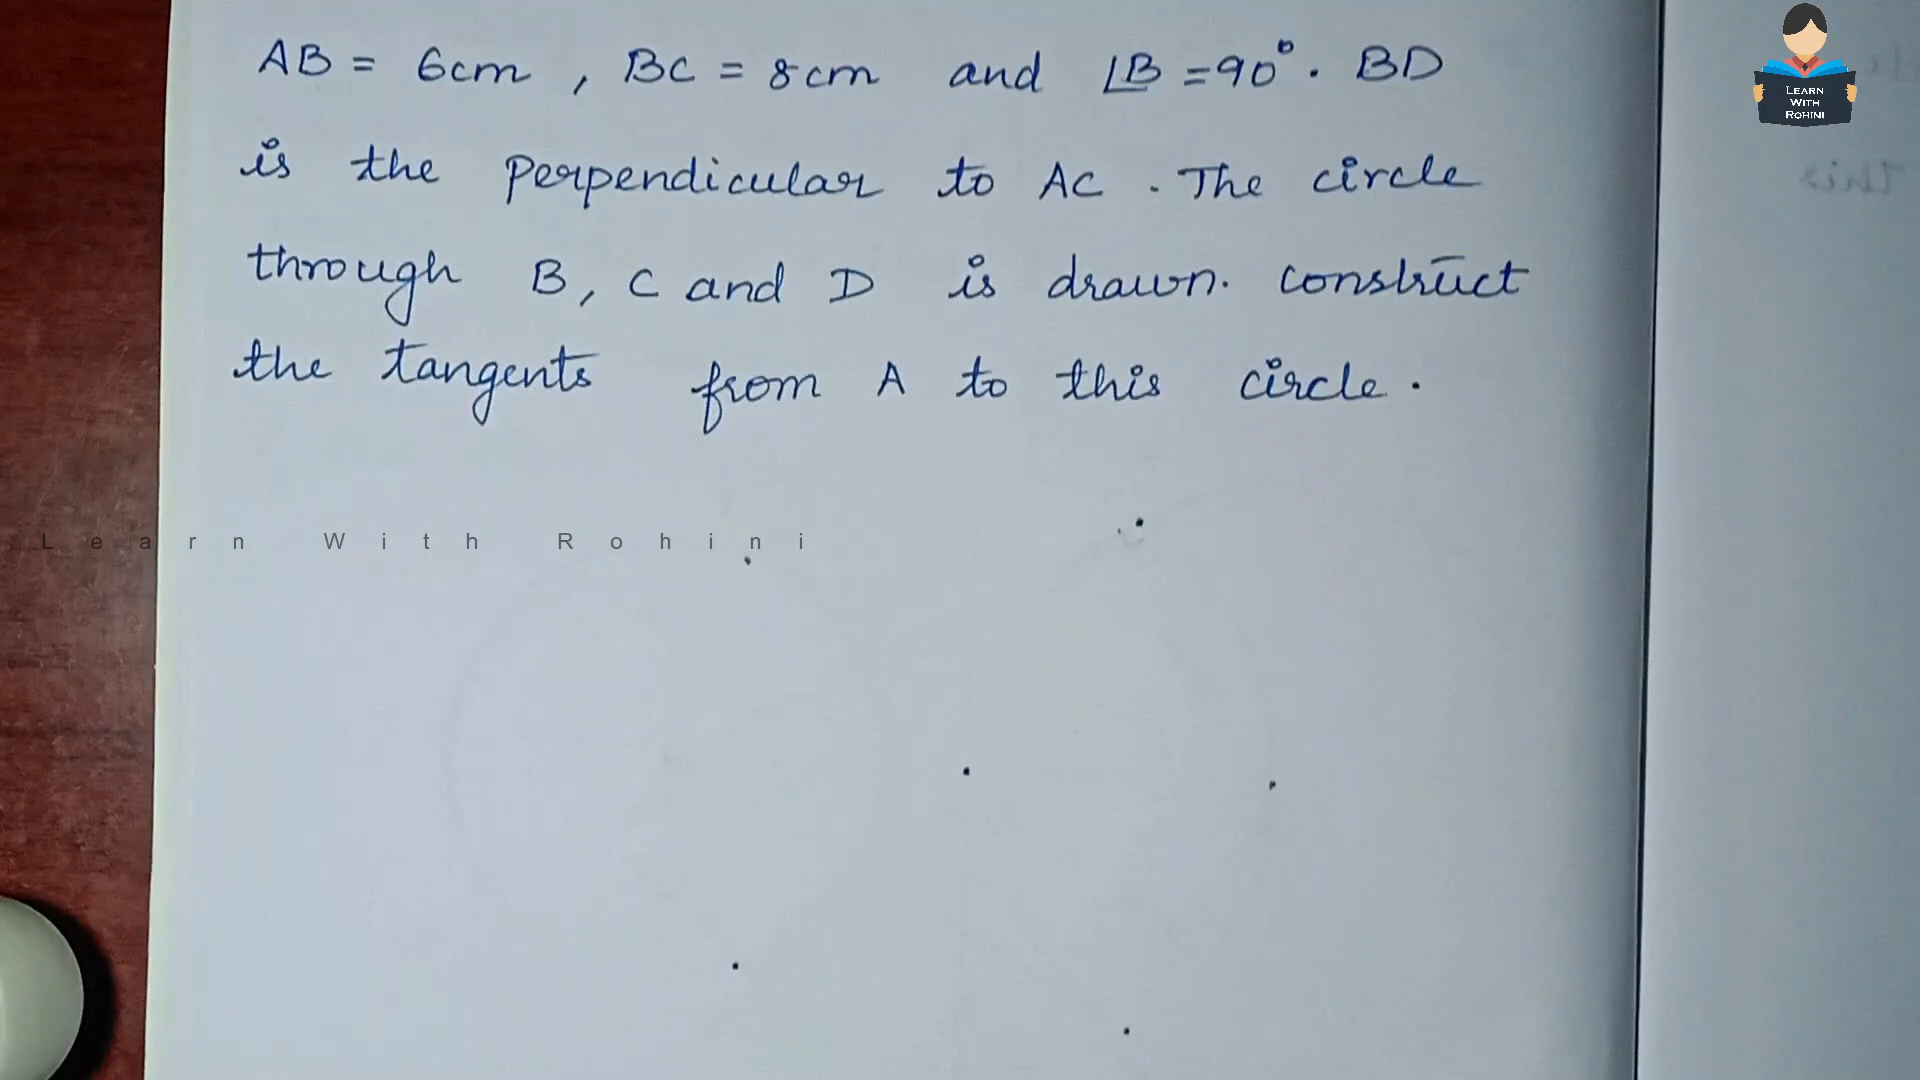 AB = 6cm , BC = 8cm and ∠B = 90° . BD
is the perpendicular to AC . The circle
through B, C and D is drawn. construct
the tangents from A to this circle .
Learn With Rohini
LEARN
WITH
ROHINI
This